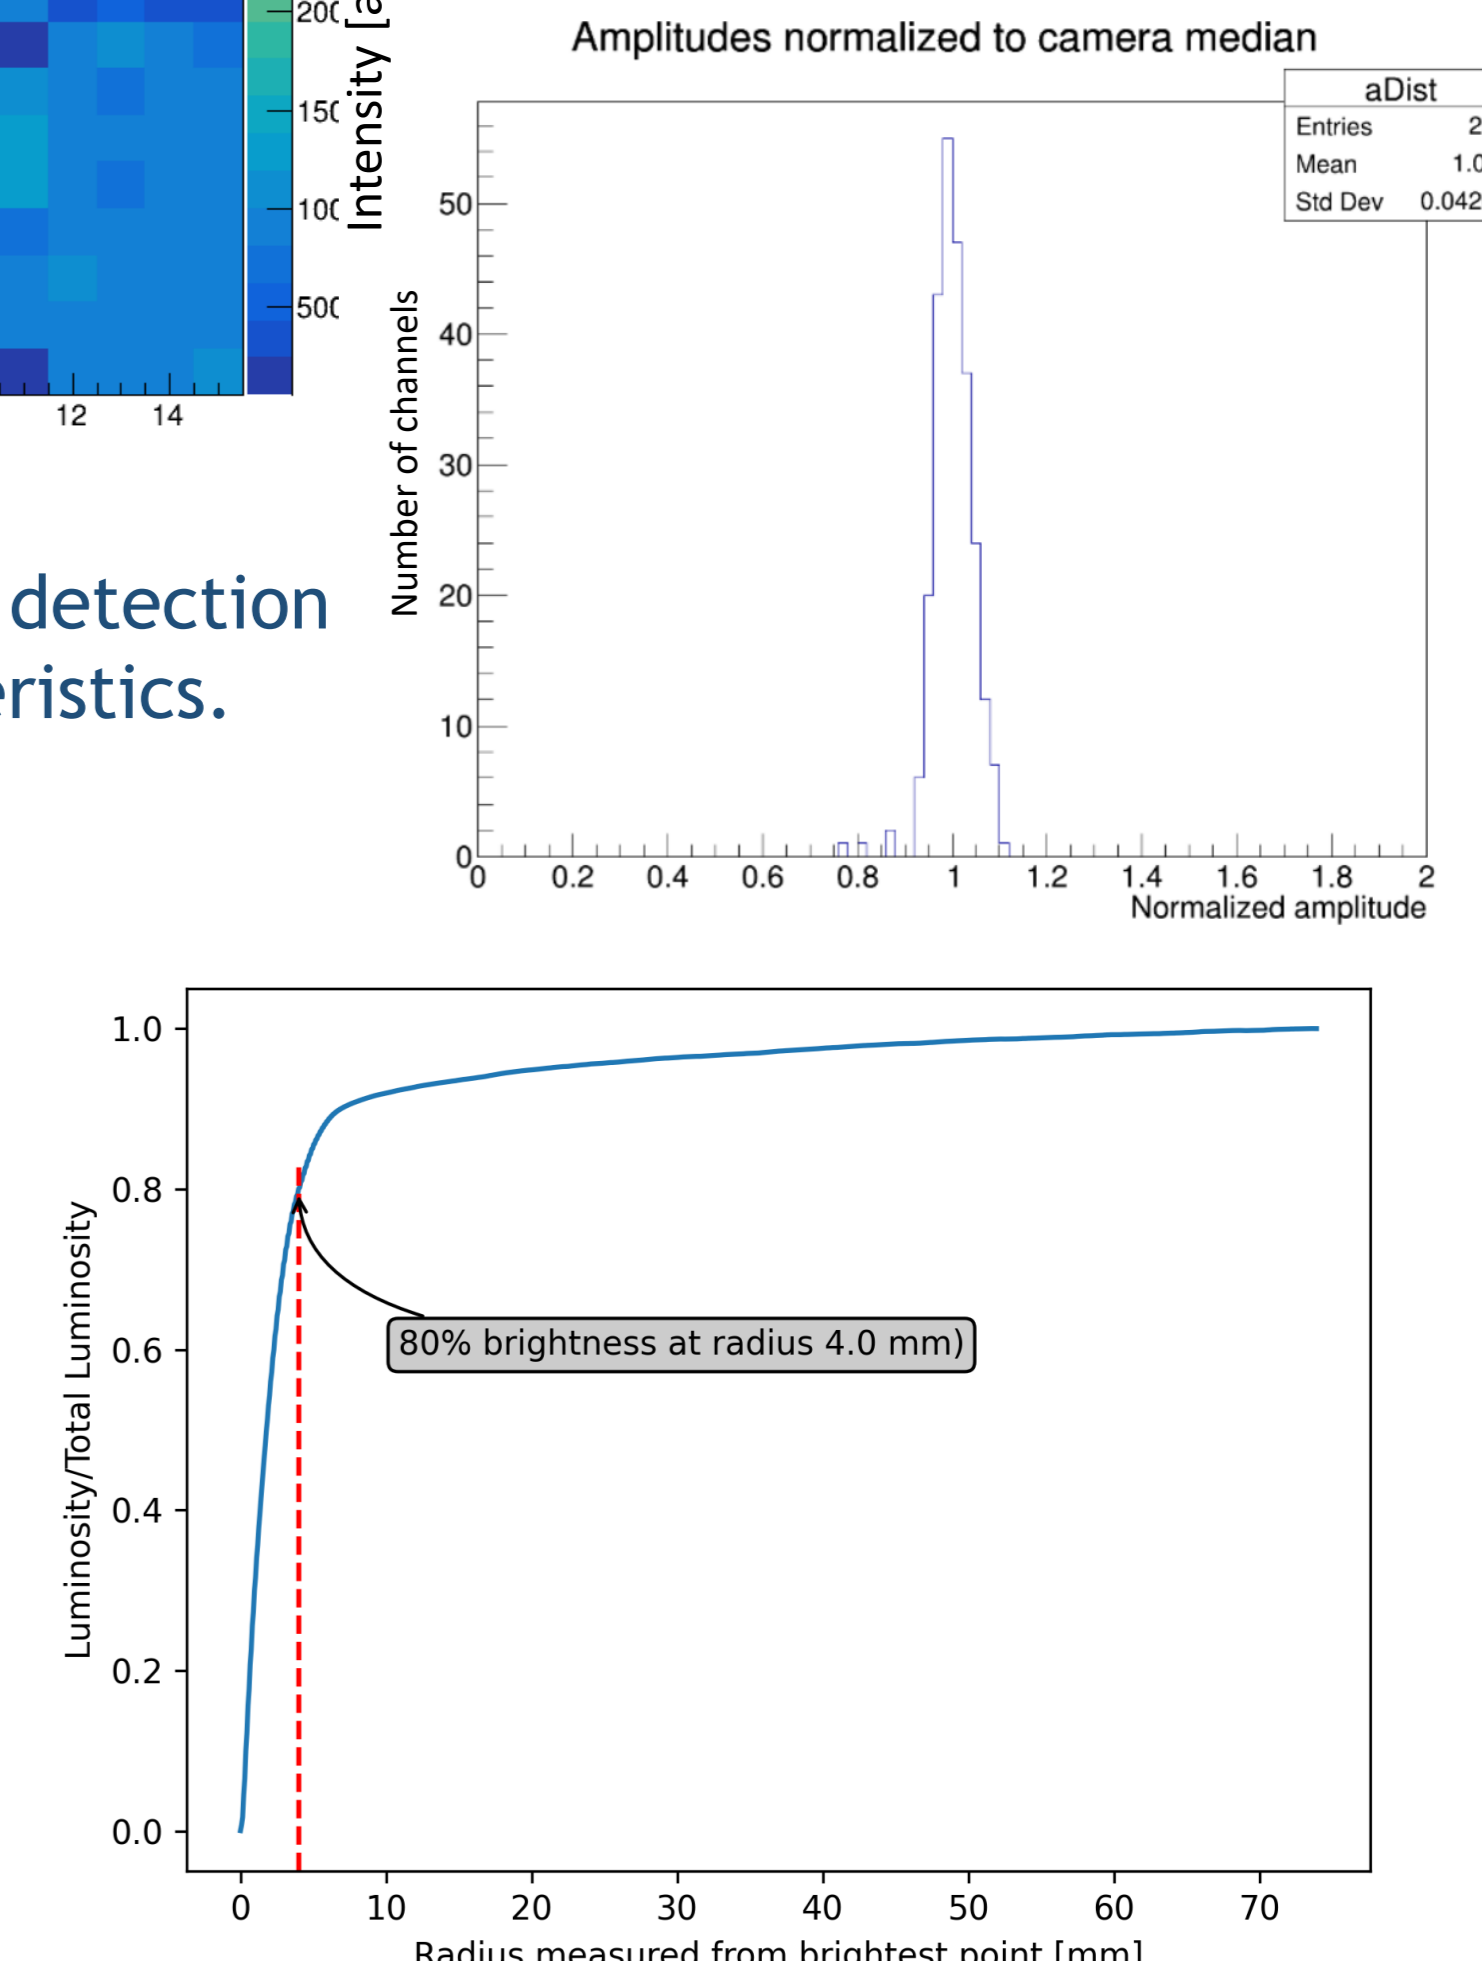 200
150
100
500
12 14
Intensity [a
detection
eristics.
Amplitudes normalized to camera median
aDist
Entries 2
Mean 1.0
Std Dev 0.042
Number of channels
50
40
30
20
10
0
0 0.2 0.4 0.6 0.8 1 1.2 1.4 1.6 1.8 2
Normalized amplitude
Luminosity/Total Luminosity
1.0
0.8
0.6
0.4
0.2
0.0
80% brightness at radius 4.0 mm)
0 10 20 30 40 50 60 70
Radius measured from brightest point [mm]